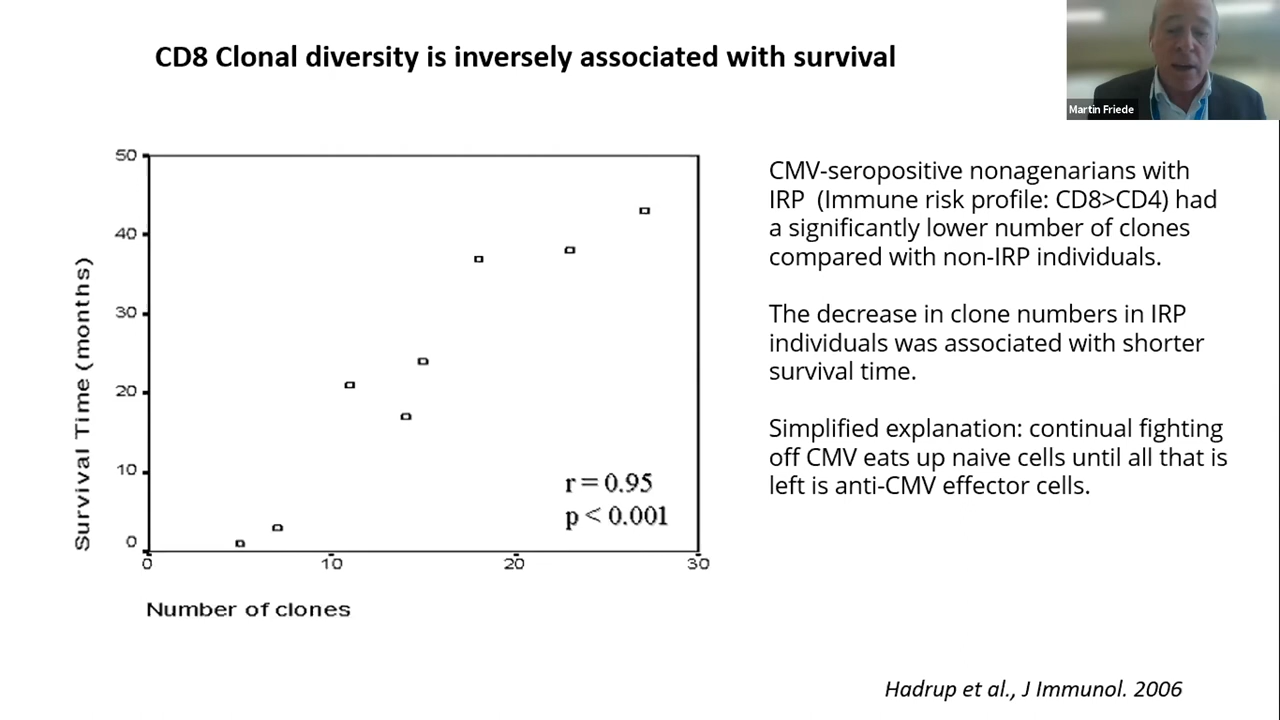 CD8 Clonal diversity is inversely associated with survival
Martin Friede
50
40
30
20
10
0
Survival Time (months)
r = 0.95
p < 0.001
0 10 20 30
Number of clones
CMV-seropositive nonagenarians with
IRP (Immune risk profile: CD8>CD4) had
a significantly lower number of clones
compared with non-IRP individuals.
The decrease in clone numbers in IRP
individuals was associated with shorter
survival time.
Simplified explanation: continual fighting
off CMV eats up naive cells until all that is
left is anti-CMV effector cells.
Hadrup et al., J Immunol. 2006